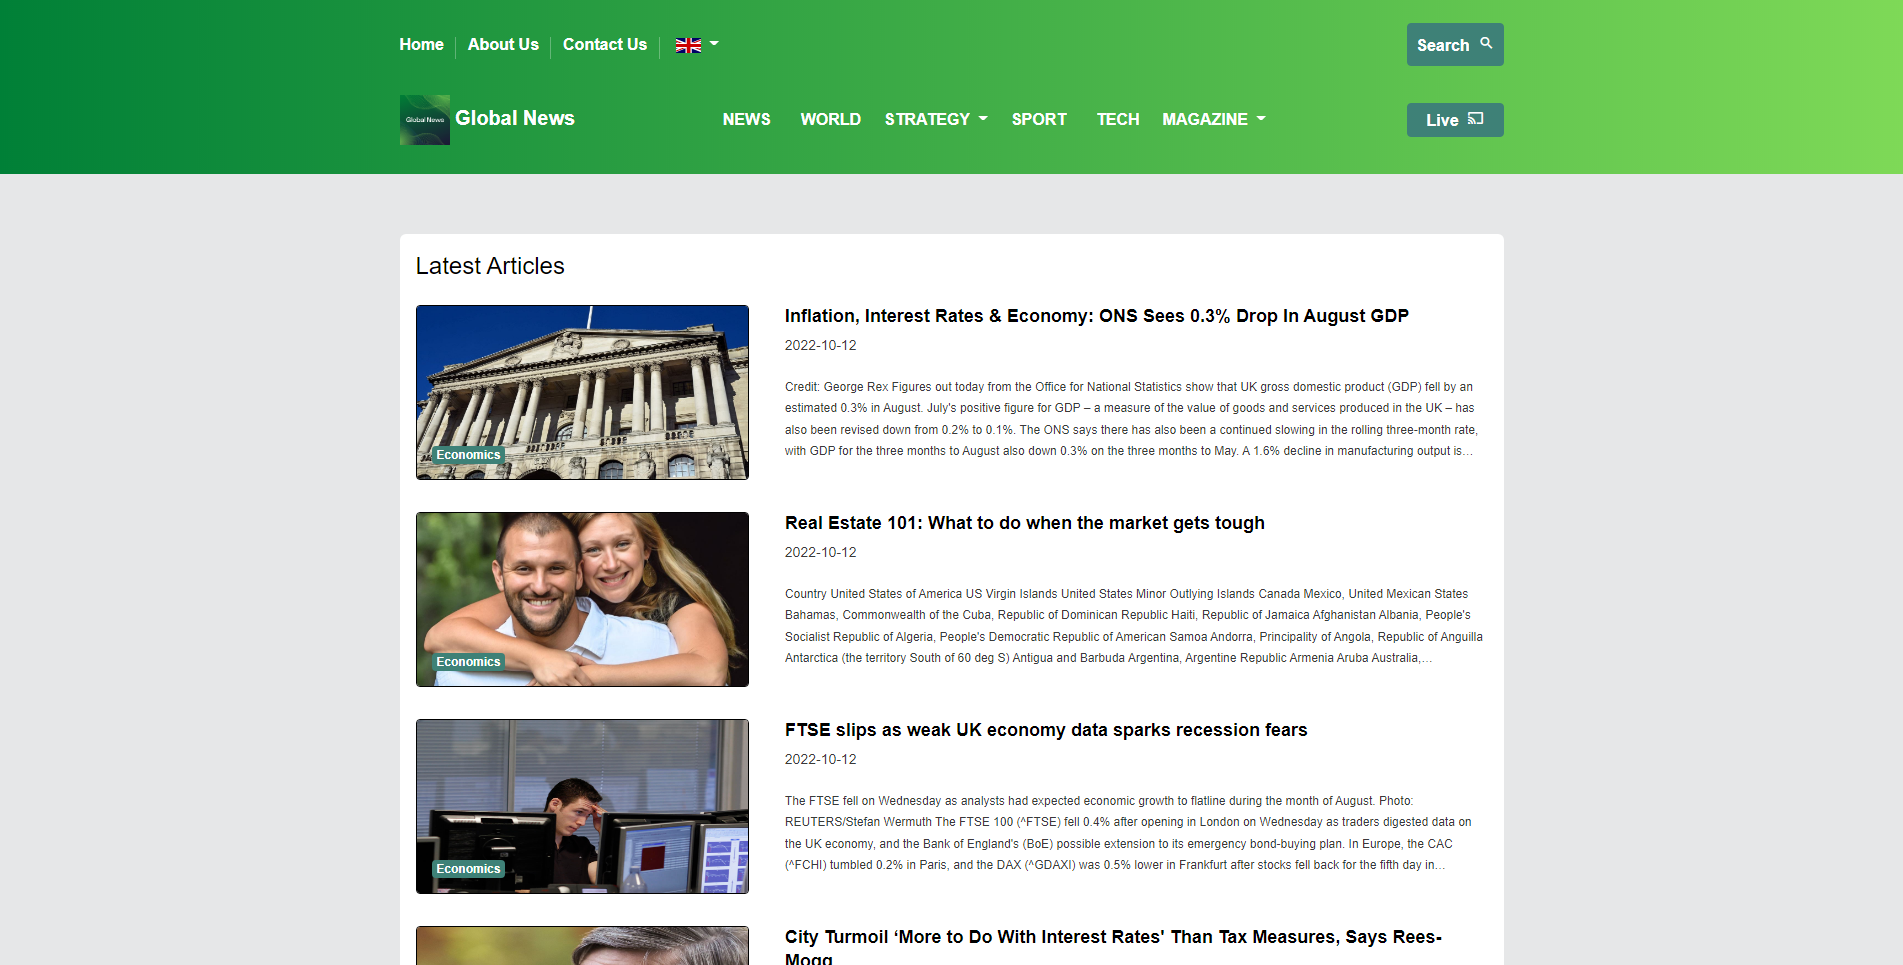 Home
About Us
Contact Us
Search
Global News
Global News
NEWS
WORLD
STRATEGY
SPORT
TECH
MAGAZINE
Live
Latest Articles
Economics
Inflation, Interest Rates & Economy: ONS Sees 0.3% Drop In August GDP
2022-10-12
Credit: George Rex Figures out today from the Office for National Statistics show that UK gross domestic product (GDP) fell by an
estimated 0.3% in August. July's positive figure for GDP – a measure of the value of goods and services produced in the UK – has
also been revised down from 0.2% to 0.1%. The ONS says there has also been a continued slowing in the rolling three-month rate,
with GDP for the three months to August also down 0.3% on the three months to May. A 1.6% decline in manufacturing output is...
Economics
Real Estate 101: What to do when the market gets tough
2022-10-12
Country United States of America US Virgin Islands United States Minor Outlying Islands Canada Mexico, United Mexican States
Bahamas, Commonwealth of the Cuba, Republic of Dominican Republic Haiti, Republic of Jamaica Afghanistan Albania, People's
Socialist Republic of Algeria, People's Democratic Republic of American Samoa Andorra, Principality of Angola, Republic of Anguilla
Antarctica (the territory South of 60 deg S) Antigua and Barbuda Argentina, Argentine Republic Armenia Aruba Australia,...
Economics
FTSE slips as weak UK economy data sparks recession fears
2022-10-12
The FTSE fell on Wednesday as analysts had expected economic growth to flatline during the month of August. Photo:
REUTERS/Stefan Wermuth The FTSE 100 (^FTSE) fell 0.4% after opening in London on Wednesday as traders digested data on
the UK economy, and the Bank of England's (BoE) possible extension to its emergency bond-buying plan. In Europe, the CAC
(^FCHI) tumbled 0.2% in Paris, and the DAX (^GDAXI) was 0.5% lower in Frankfurt after stocks fell back for the fifth day in...
City Turmoil ‘More to Do With Interest Rates' Than Tax Measures, Says Rees-
Mogg